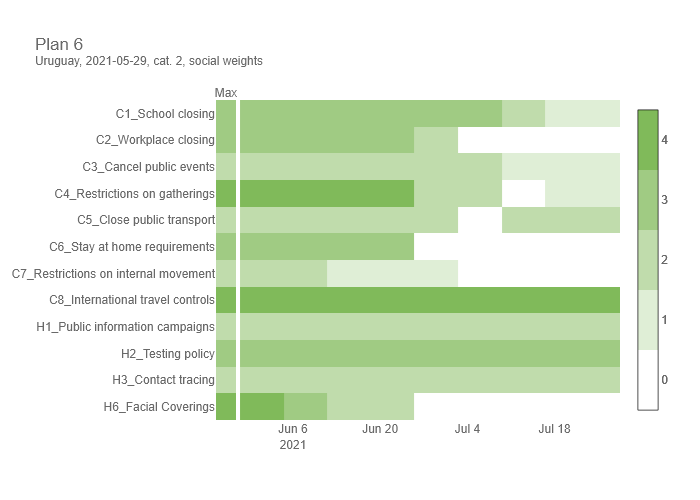 Plan 6
Uruguay, 2021-05-29, cat. 2, social weights
Max
C1_School closing
C2_Workplace closing
C3_Cancel public events
C4_Restrictions on gatherings
C5_Close public transport
C6_Stay at home requirements
C7_Restrictions on internal movement
C8_International travel controls
H1_Public information campaigns
H2_Testing policy
H3_Contact tracing
H6_Facial Coverings
Jun 6 Jun 20 Jul 4 Jul 18
2021
4
3
2
1
0